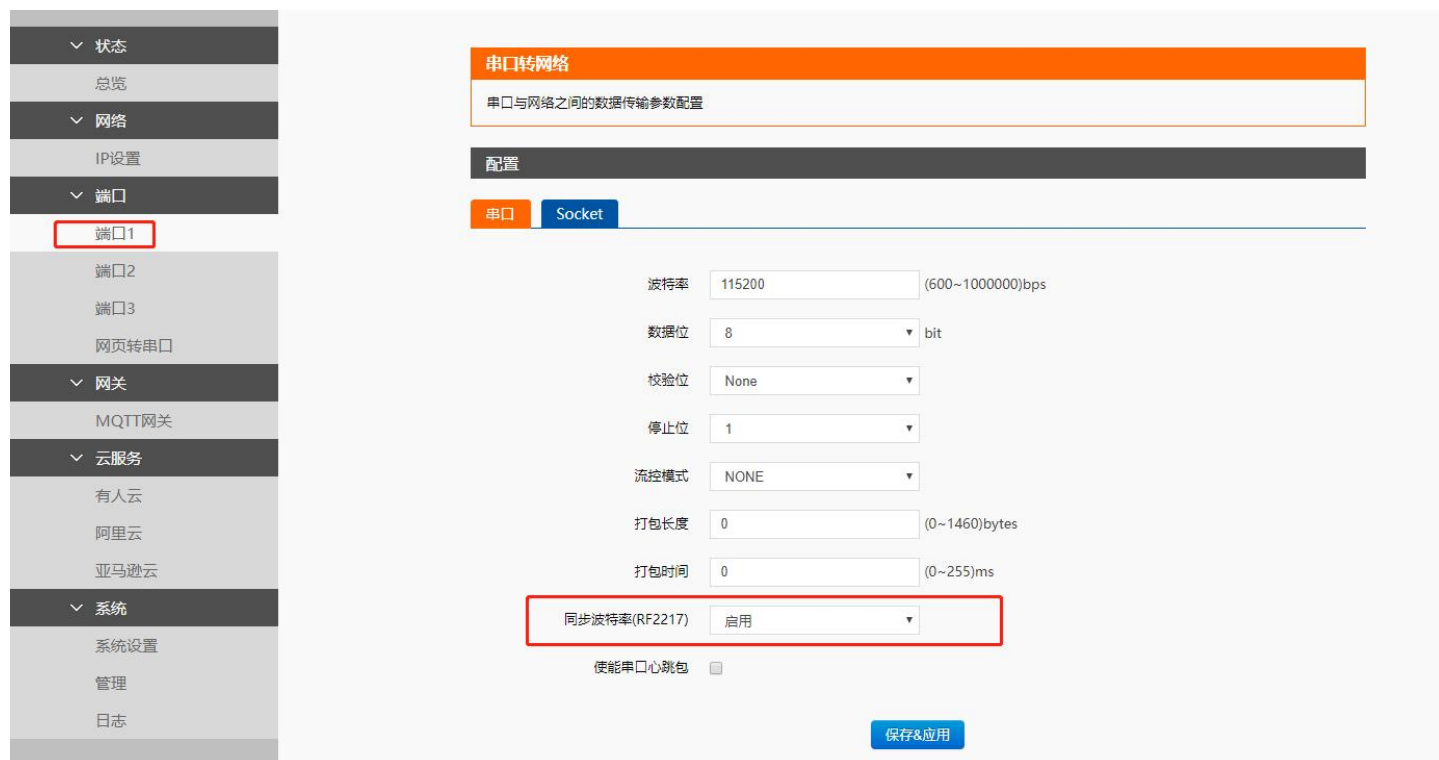 状态
总览
网络
IP设置
端口
端口1
端口2
端口3
网页转串口
网关
MQTT网关
云服务
有人云
阿里云
亚马逊云
系统
系统设置
管理
日志
串口转网络
串口与网络之间的数据传输参数配置
配置
串口 Socket
波特率 115200 (600~1000000)bps
数据位 8 bit
校验位 None
停止位 1
流控模式 NONE
打包长度 0 (0~1460)bytes
打包时间 0 (0~255)ms
同步波特率(RF2217) 启用
使能串口心跳包
保存&应用